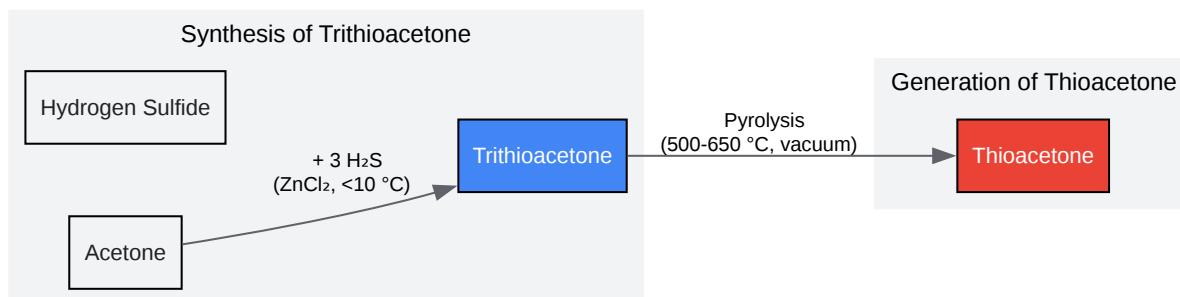 Synthesis of Trithioacetone
Hydrogen Sulfide
+ 3 H₂S
(ZnCl₂, <10 °C)
Acetone
Trithioacetone
Pyrolysis
(500-650 °C, vacuum)
Generation of Thioacetone
Thioacetone